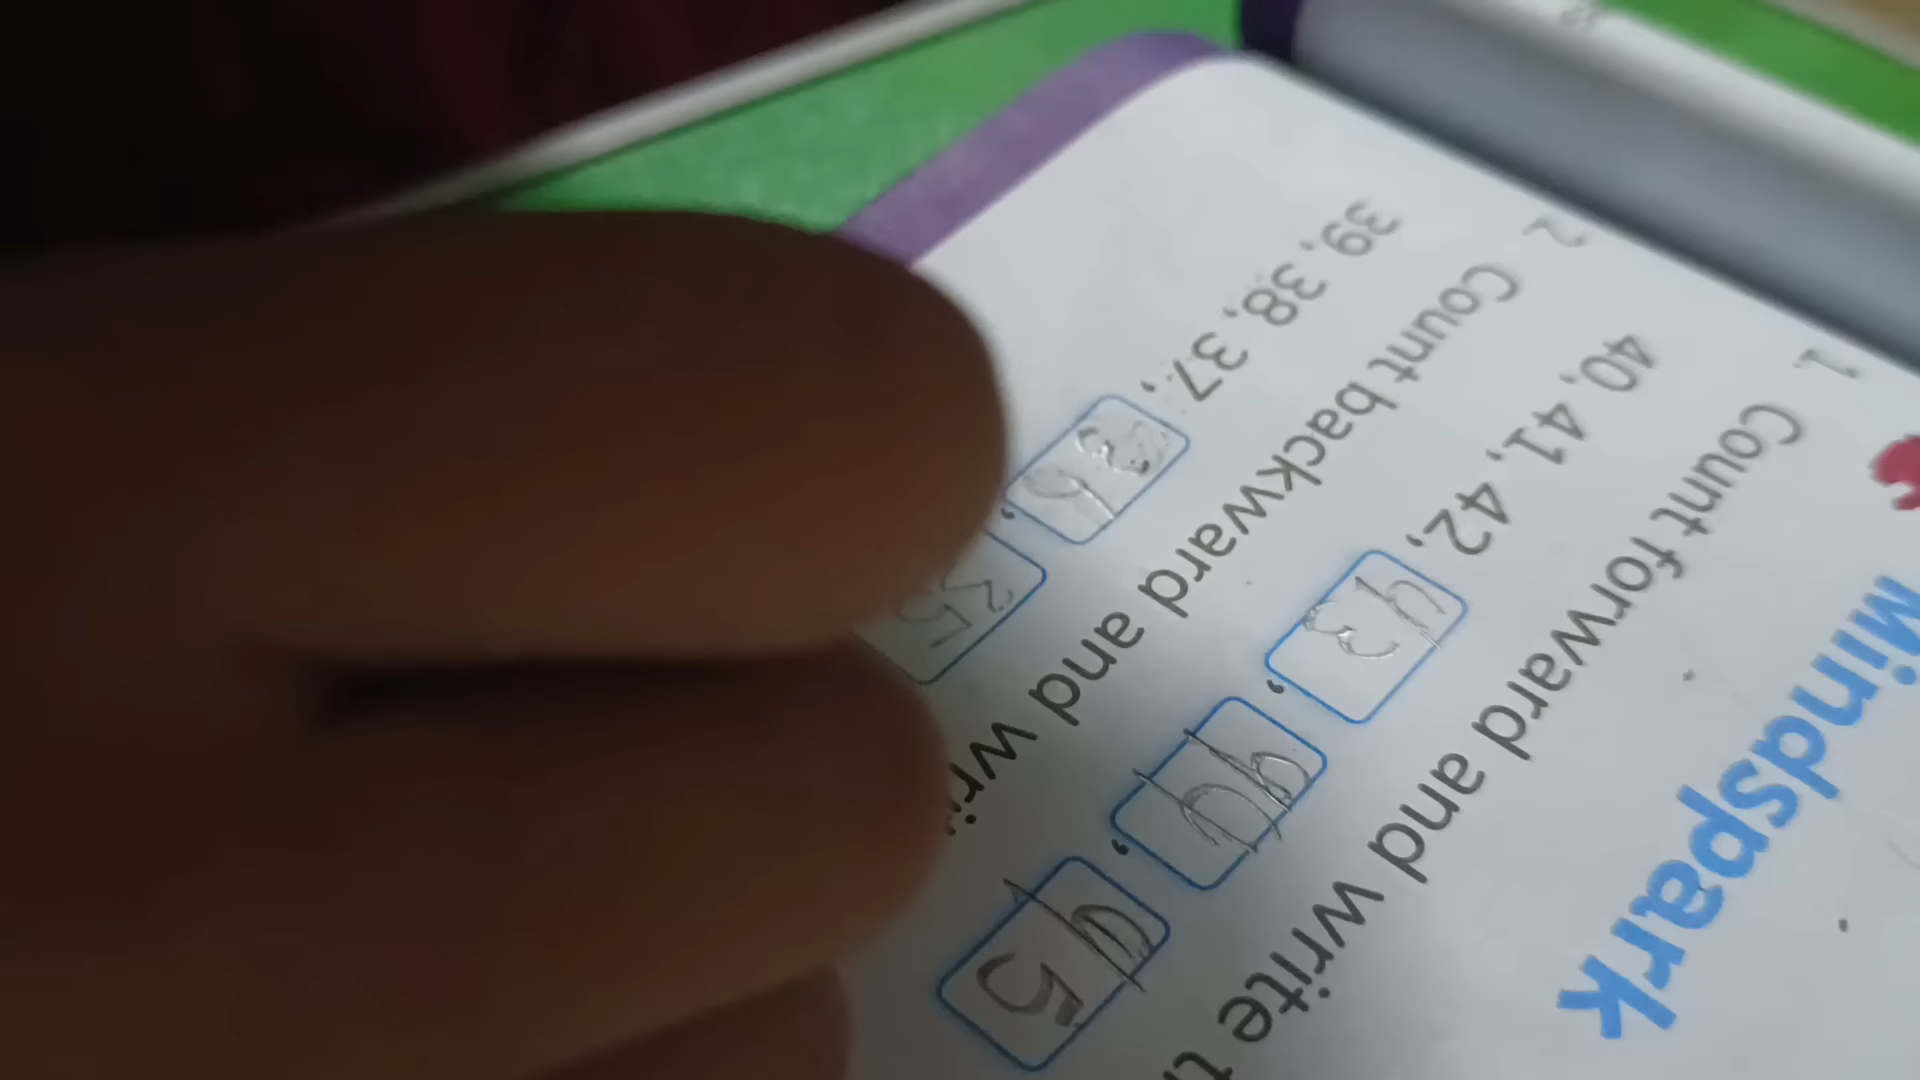 Mindspark
1 Count forward and write
40, 41, 42, 43, 44, 45
2 Count backward and
39, 38, 37, 36, 35